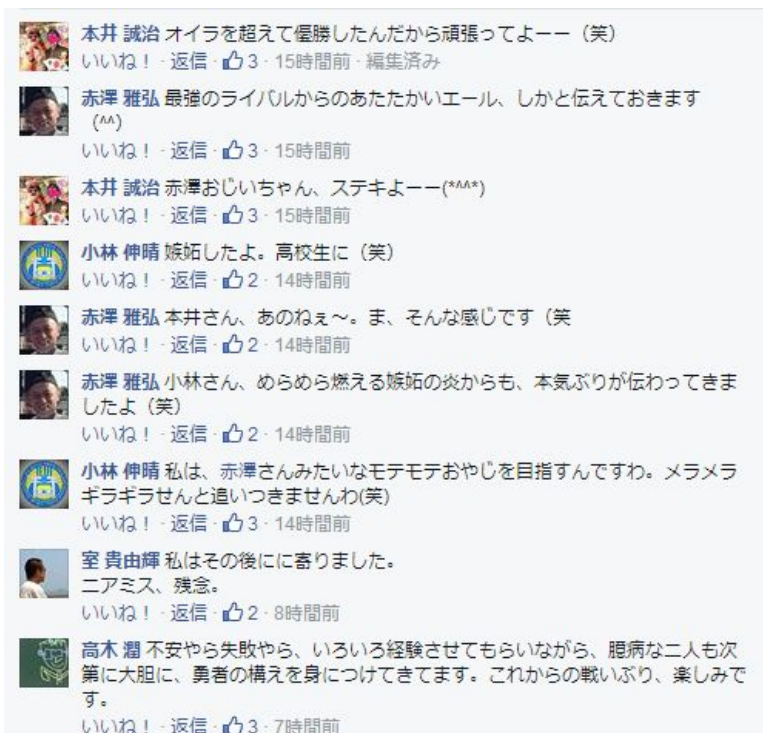 本井 誠治 オイラを超えて優勝したんだから頑張ってよーー（笑）
いいね！ · 返信 · 3 · 15時間前 · 編集済み
赤澤 雅弘 最強のライバルからのあたたかいエール、しかと伝えておきます
（^^）
いいね！ · 返信 · 3 · 15時間前
本井 誠治 赤澤おじいちゃん、ステキよーー(*^^*)
いいね！ · 返信 · 3 · 15時間前
小林 伸晴 嫉妬したよ。高校生に（笑）
いいね！ · 返信 · 2 · 14時間前
赤澤 雅弘 本井さん、あのねぇ～。ま、そんな感じです（笑
いいね！ · 返信 · 2 · 14時間前
赤澤 雅弘 小林さん、めらめら燃える嫉妬の炎からも、本気ぶりが伝わってきま
したよ（笑）
いいね！ · 返信 · 2 · 14時間前
小林 伸晴 私は、赤澤さんみたいなモテモテおやじを目指すんですわ。メラメラ
ギラギラせんと追いつきませんわ(笑)
いいね！ · 返信 · 3 · 14時間前
室 貴由輝 私はその後にに寄りました。
ニアミス、残念。
いいね！ · 返信 · 2 · 8時間前
高木 潤 不安やら失敗やら、いろいろ経験させてもらいながら、臆病な二人も次
第に大胆に、勇者の構えを身につけてきてます。これからの戦いぶり、楽しみで
す。
いいね！ · 返信 · 3 · 7時間前